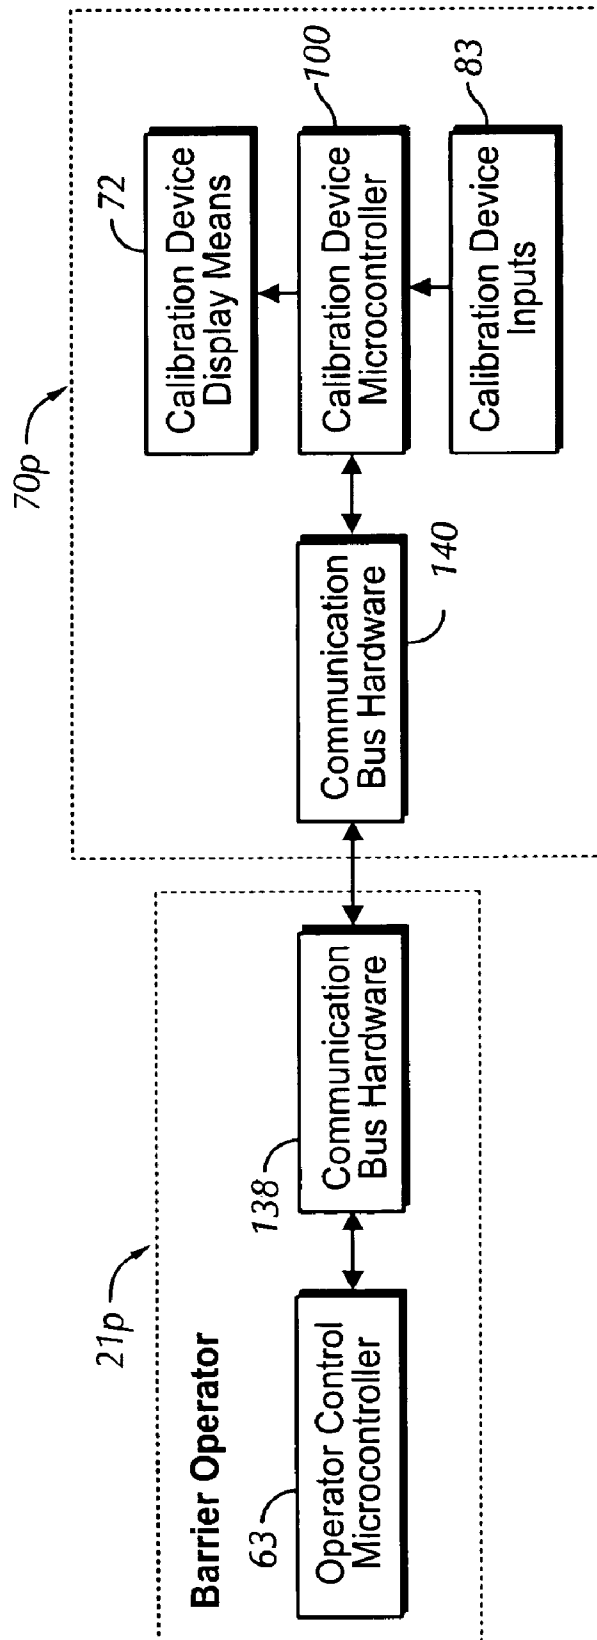 21p
Barrier Operator
63
Operator Control
Microcontroller
138
Communication
Bus Hardware
70p
Communication
Bus Hardware
140
72
Calibration Device
Display Means
100
Calibration Device
Microcontroller
83
Calibration Device
Inputs